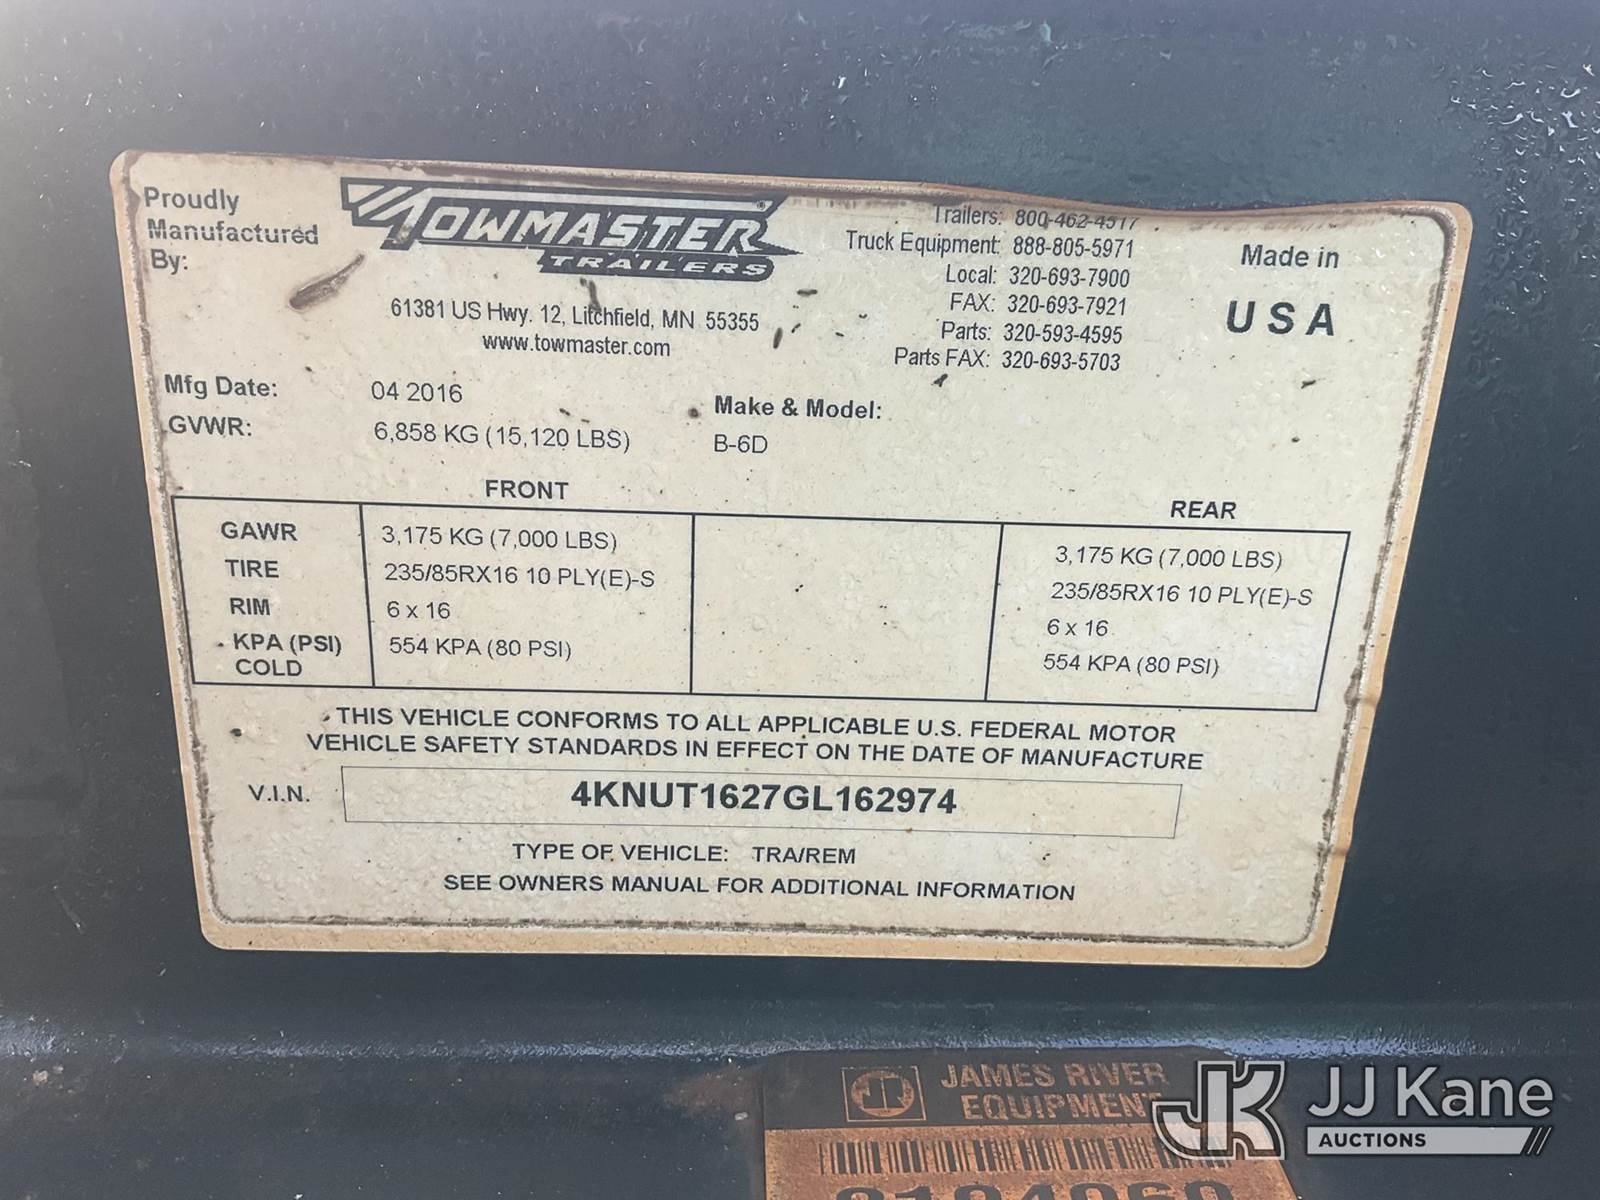 Proudly
Manufactured
By:
TOWMASTER®
TRAILERS
61381 US Hwy. 12, Litchfield, MN 55355
www.towmaster.com
Trailers: 800-462-4517
Truck Equipment: 888-805-5971
Local: 320-693-7900
FAX: 320-693-7921
Parts: 320-593-4595
Parts FAX: 320-693-5703
Made in
USA
Mfg Date: 04 2016
GVWR: 6,858 KG (15,120 LBS)
Make & Model:
B-6D
FRONT REAR
GAWR 3,175 KG (7,000 LBS) 3,175 KG (7,000 LBS)
TIRE 235/85RX16 10 PLY(E)-S 235/85RX16 10 PLY(E)-S
RIM 6 x 16 6 x 16
KPA (PSI) 554 KPA (80 PSI) 554 KPA (80 PSI)
COLD
THIS VEHICLE CONFORMS TO ALL APPLICABLE U.S. FEDERAL MOTOR
VEHICLE SAFETY STANDARDS IN EFFECT ON THE DATE OF MANUFACTURE
V.I.N. 4KNUT1627GL162974
TYPE OF VEHICLE: TRA/REM
SEE OWNERS MANUAL FOR ADDITIONAL INFORMATION
JR JAMES RIVER
EQUIPMENT
JK JJ Kane
AUCTIONS